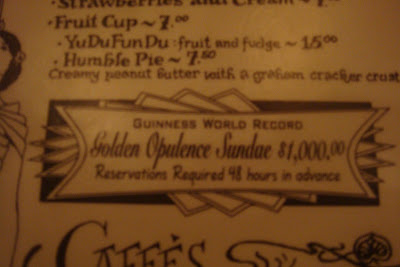 · Strawberries and Cream ~ 7.
· Fruit Cup ~ 7.00
· YuDuFunDu : fruit and fudge ~ 15.00
· Humble Pie ~ 7.50
Creamy peanut butter with a graham cracker crust
GUINNESS WORLD RECORD
Golden Opulence Sundae $1,000.00
Reservations Required 48 hours in advance
CAFFÈS